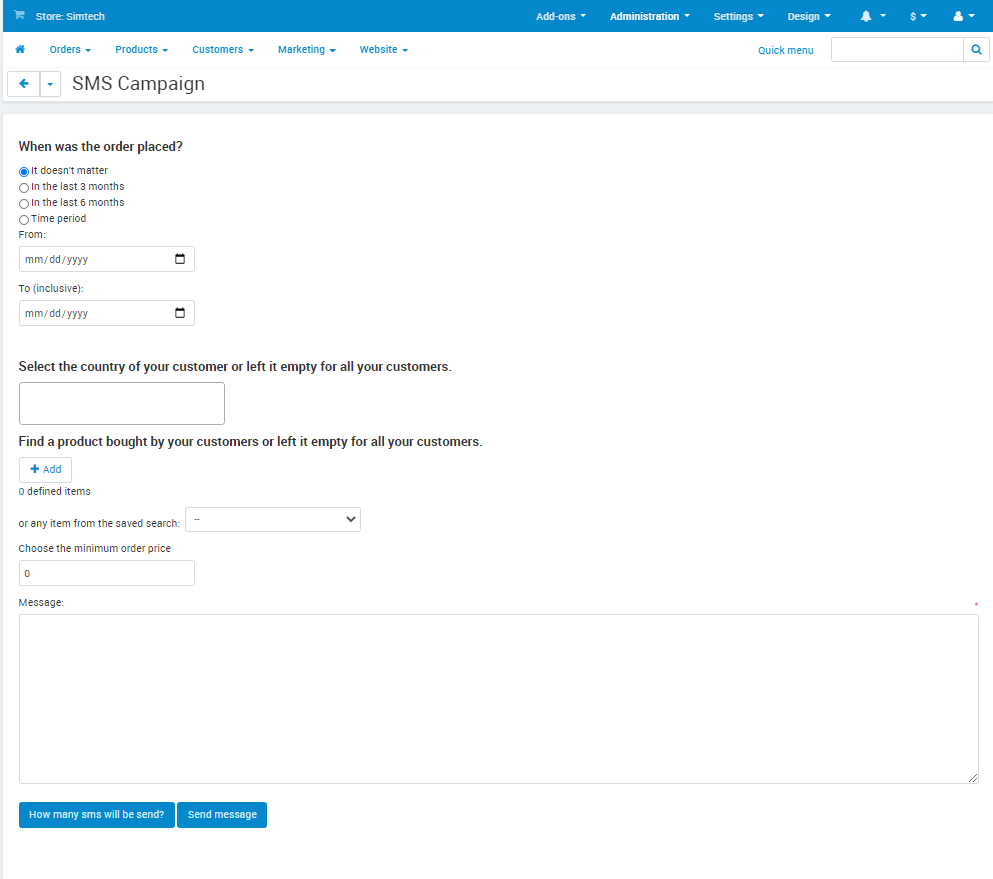 Store: Simtech Add-ons Administration Settings Design $
Orders Products Customers Marketing Website Quick menu
SMS Campaign
When was the order placed?
It doesn't matter
In the last 3 months
In the last 6 months
Time period
From:
mm/dd/yyyy
To (inclusive):
mm/dd/yyyy
Select the country of your customer or left it empty for all your customers.
Find a product bought by your customers or left it empty for all your customers.
+ Add
0 defined items
or any item from the saved search: --
Choose the minimum order price
0
Message: *
How many sms will be send? Send message